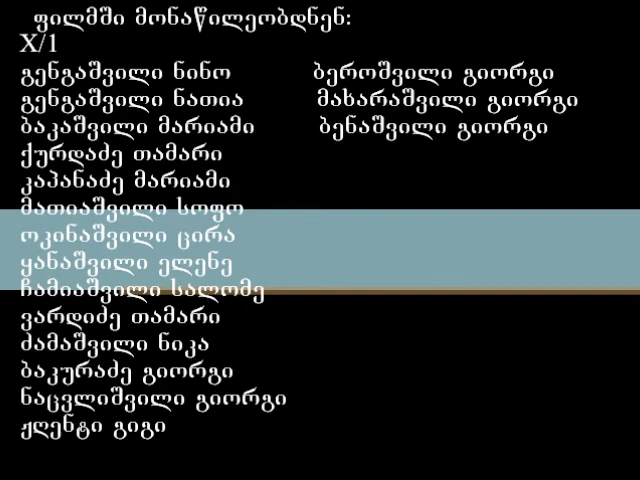 ფილმში მონაწილეობდნენ:
X/1
გენგაშვილი ნინო ბეროშვილი გიორგი
გენგაშვილი ნათია მახარაშვილი გიორგი
ბაკაშვილი მარიამი ბენაშვილი გიორგი
ქურდაძე თამარი
კაპანაძე მარიამი
მათიაშვილი სოფო
ოკინაშვილი ცირა
ყანაშვილი ელენე
ჩამიაშვილი სალომე
ვარდიძე თამარი
ძამაშვილი ნიკა
ბაკურაძე გიორგი
ნაცვლიშვილი გიორგი
ჟღენტი გიგი